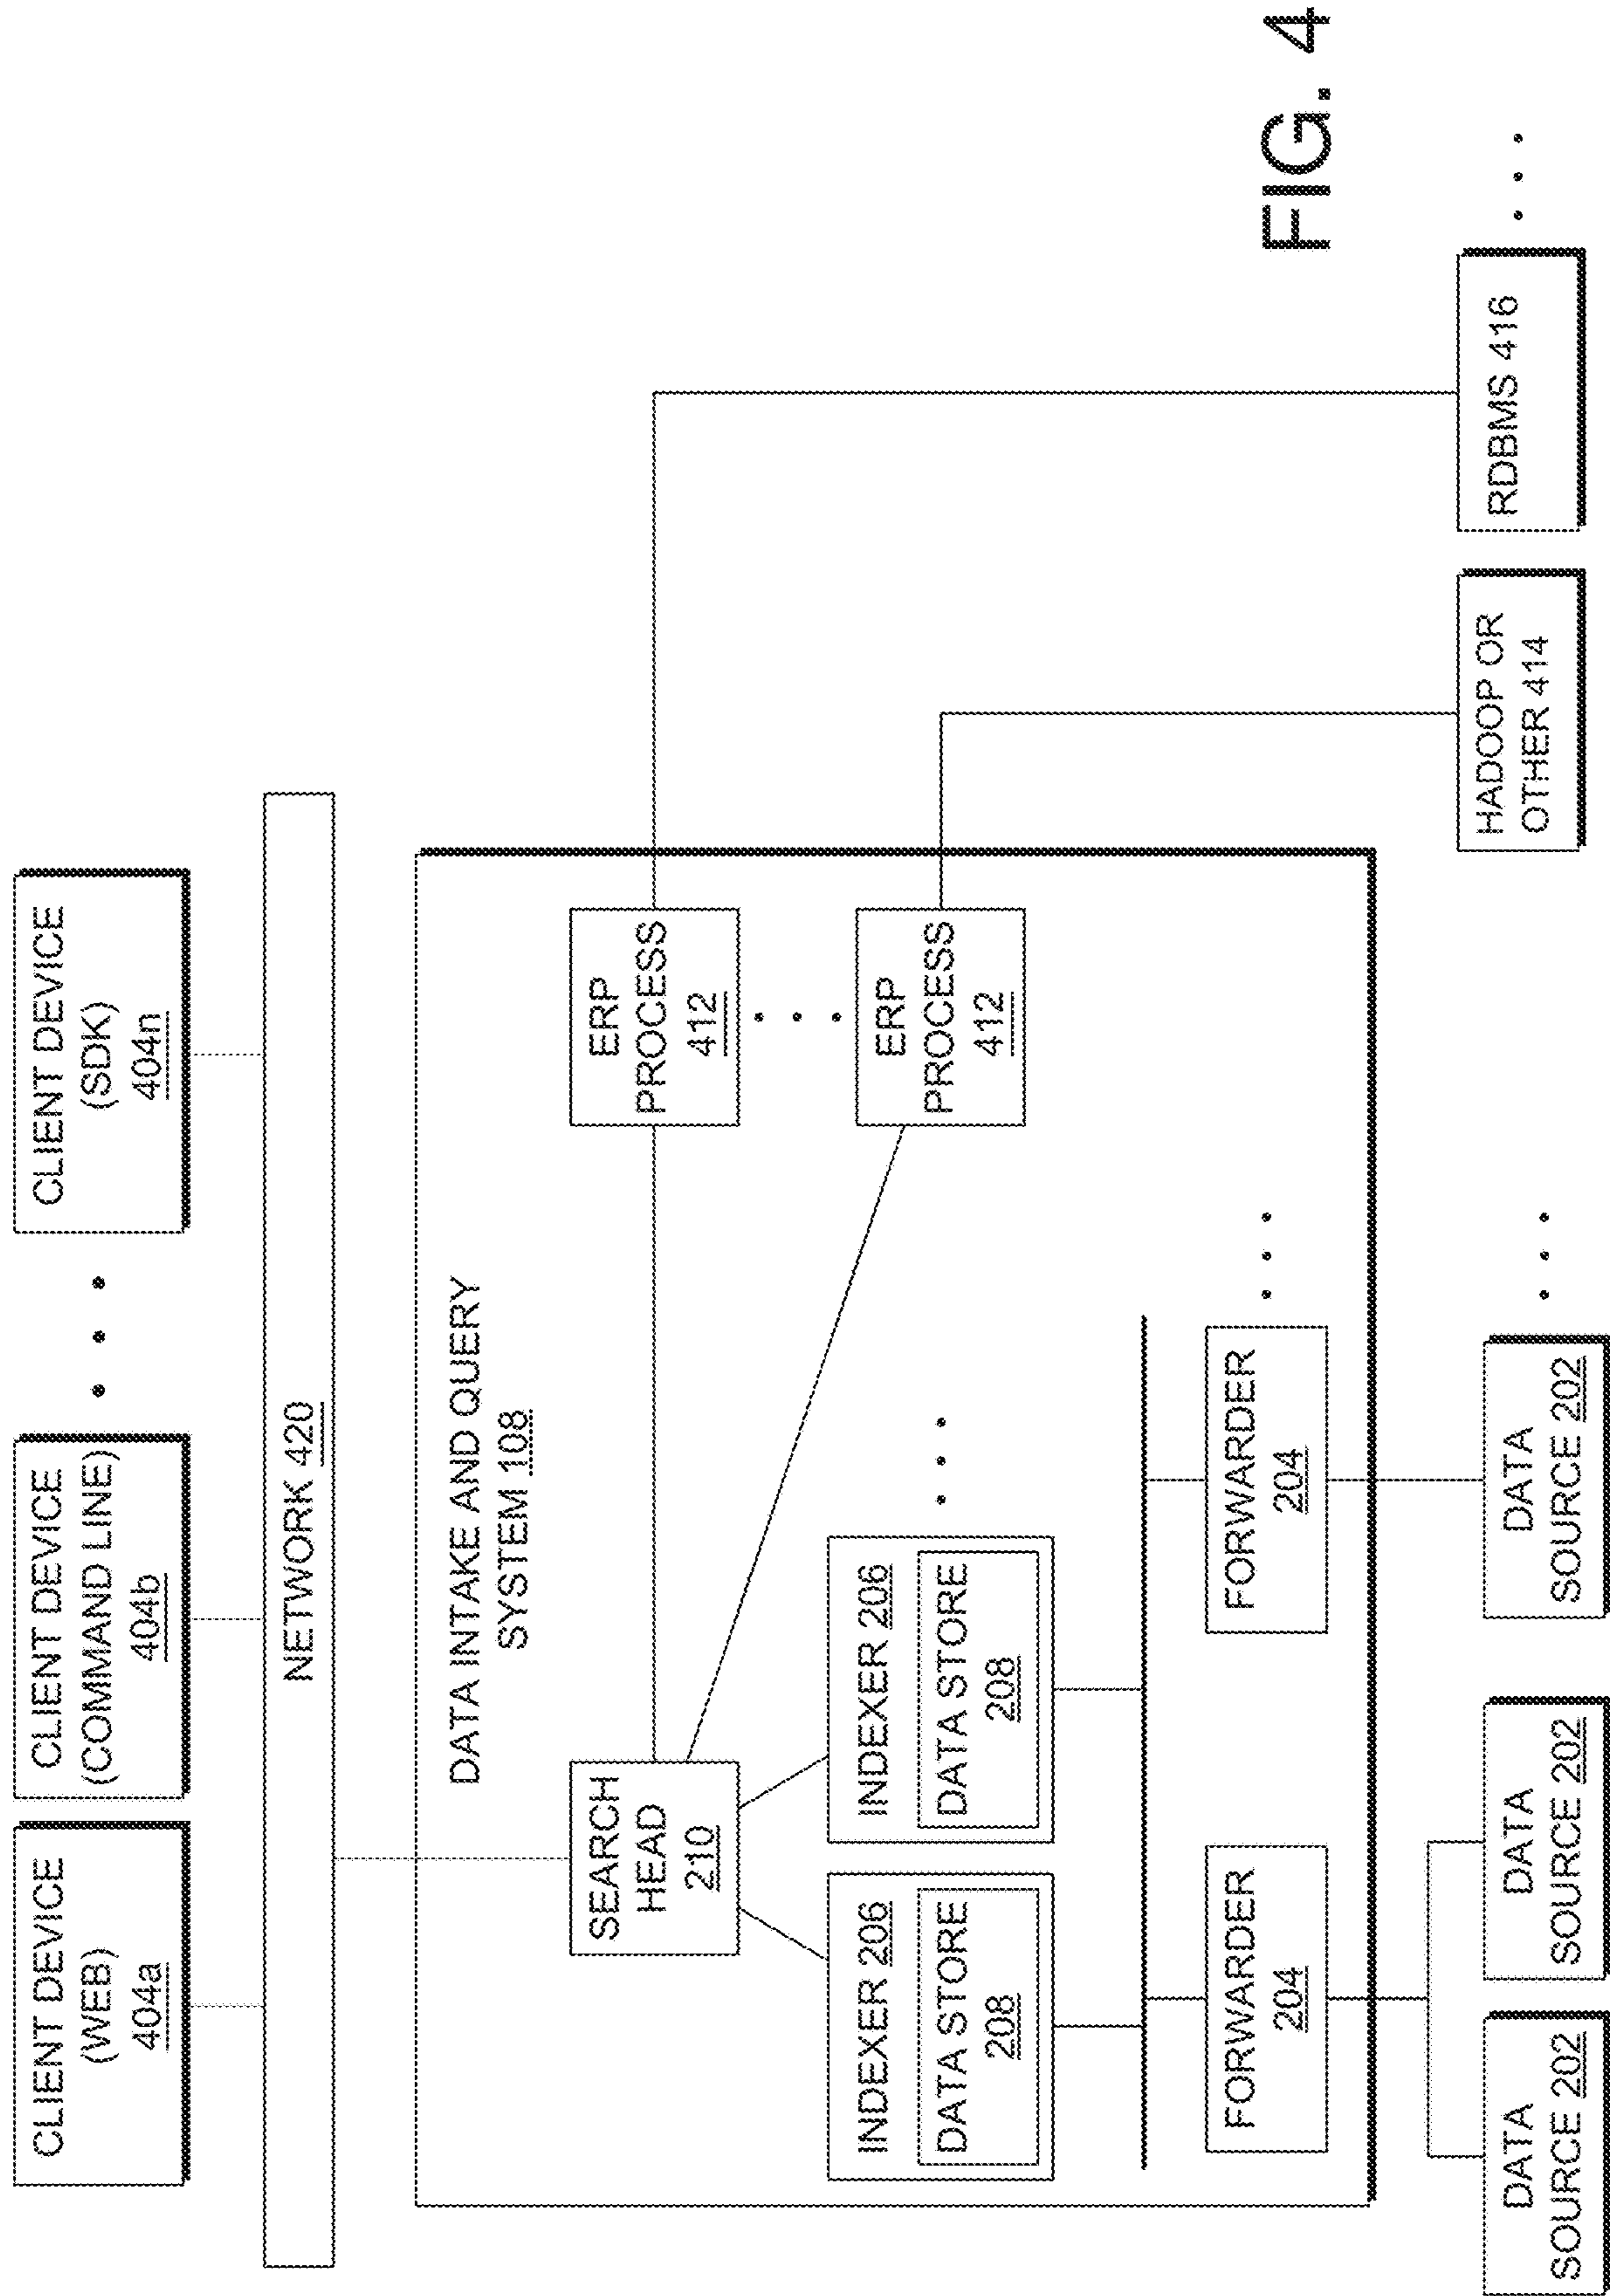 CLIENT DEVICE
(WEB)
404a
CLIENT DEVICE
(COMMAND LINE)
404b
. . .
CLIENT DEVICE
(SDK)
404n
NETWORK 420
DATA INTAKE AND QUERY
SYSTEM 108
SEARCH
HEAD
210
ERP
PROCESS
412
. . .
ERP
PROCESS
412
INDEXER 206
DATA STORE
208
INDEXER 206
DATA STORE
208
. . .
FORWARDER
204
FORWARDER
204
. . .
DATA
SOURCE 202
DATA
SOURCE 202
DATA
SOURCE 202
. . .
HADOOP OR
OTHER 414
RDBMS 416
. . .
FIG. 4